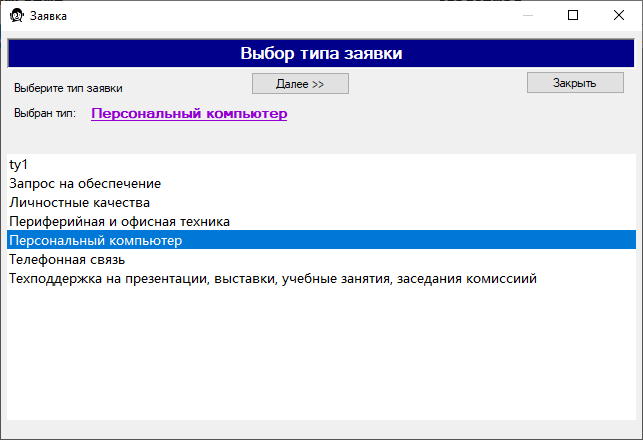 Заявка
Выбор типа заявки
Выберите тип заявки
Далее >>
Закрыть
Выбран тип:
Персональный компьютер
ty1
Запрос на обеспечение
Личностные качества
Периферийная и офисная техника
Персональный компьютер
Телефонная связь
Техподдержка на презентации, выставки, учебные занятия, заседания комиссиий